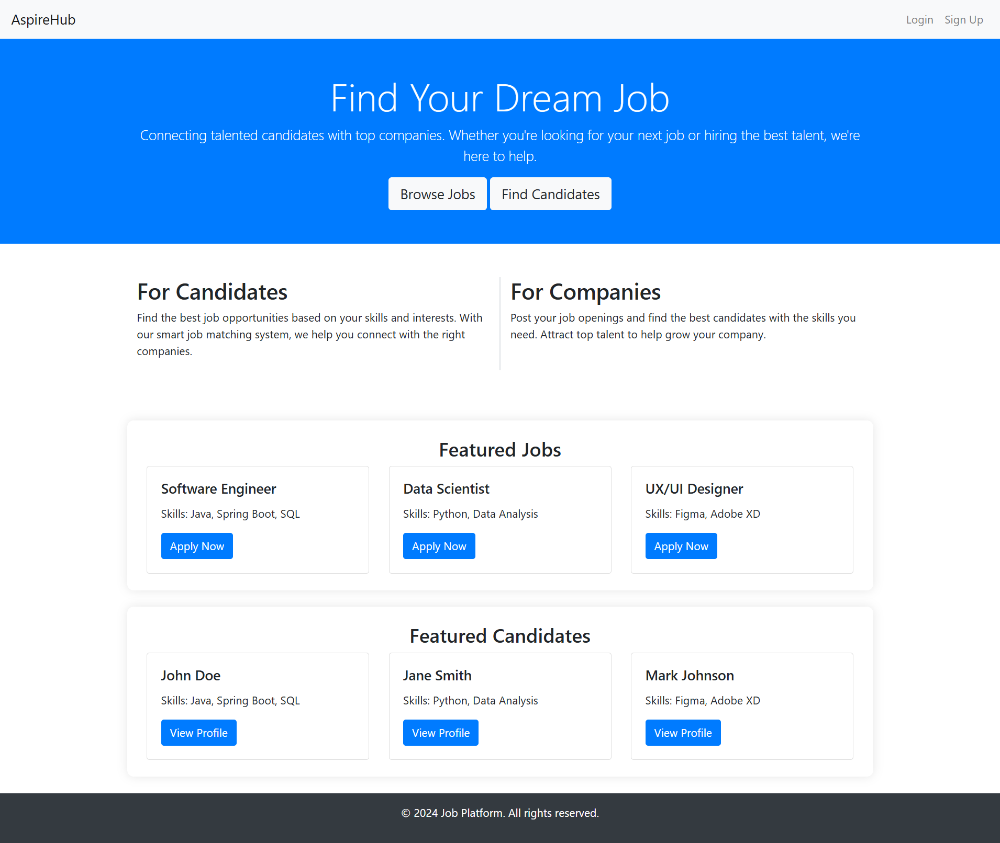 AspireHub
Login Sign Up
Find Your Dream Job
Connecting talented candidates with top companies. Whether you're looking for your next job or hiring the best talent, we're
here to help.
Browse Jobs Find Candidates
For Candidates
Find the best job opportunities based on your skills and interests. With
our smart job matching system, we help you connect with the right
companies.
For Companies
Post your job openings and find the best candidates with the skills you
need. Attract top talent to help grow your company.
Featured Jobs
Software Engineer
Skills: Java, Spring Boot, SQL
Apply Now
Data Scientist
Skills: Python, Data Analysis
Apply Now
UX/UI Designer
Skills: Figma, Adobe XD
Apply Now
Featured Candidates
John Doe
Skills: Java, Spring Boot, SQL
View Profile
Jane Smith
Skills: Python, Data Analysis
View Profile
Mark Johnson
Skills: Figma, Adobe XD
View Profile
© 2024 Job Platform. All rights reserved.